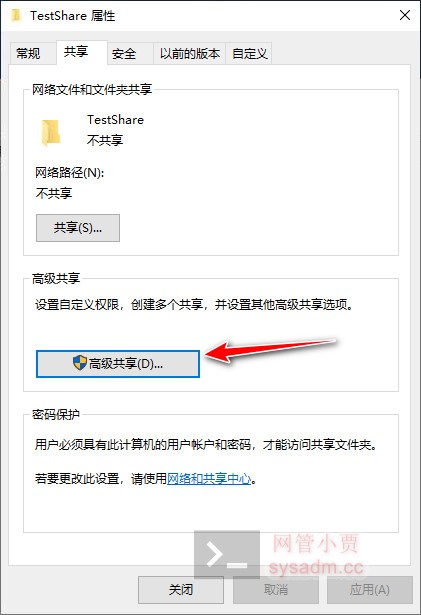 TestShare 属性
常规 共享 安全 以前的版本 自定义
网络文件和文件夹共享
TestShare
不共享
网络路径(N):
不共享
共享(S)...
高级共享
设置自定义权限，创建多个共享，并设置其他高级共享选项。
高级共享(D)...
密码保护
用户必须具有此计算机的用户帐户和密码，才能访问共享文件夹。
若要更改此设置，请使用网络和共享中心。
网管小贾
sysadm.cc
关闭 取消 应用(A)